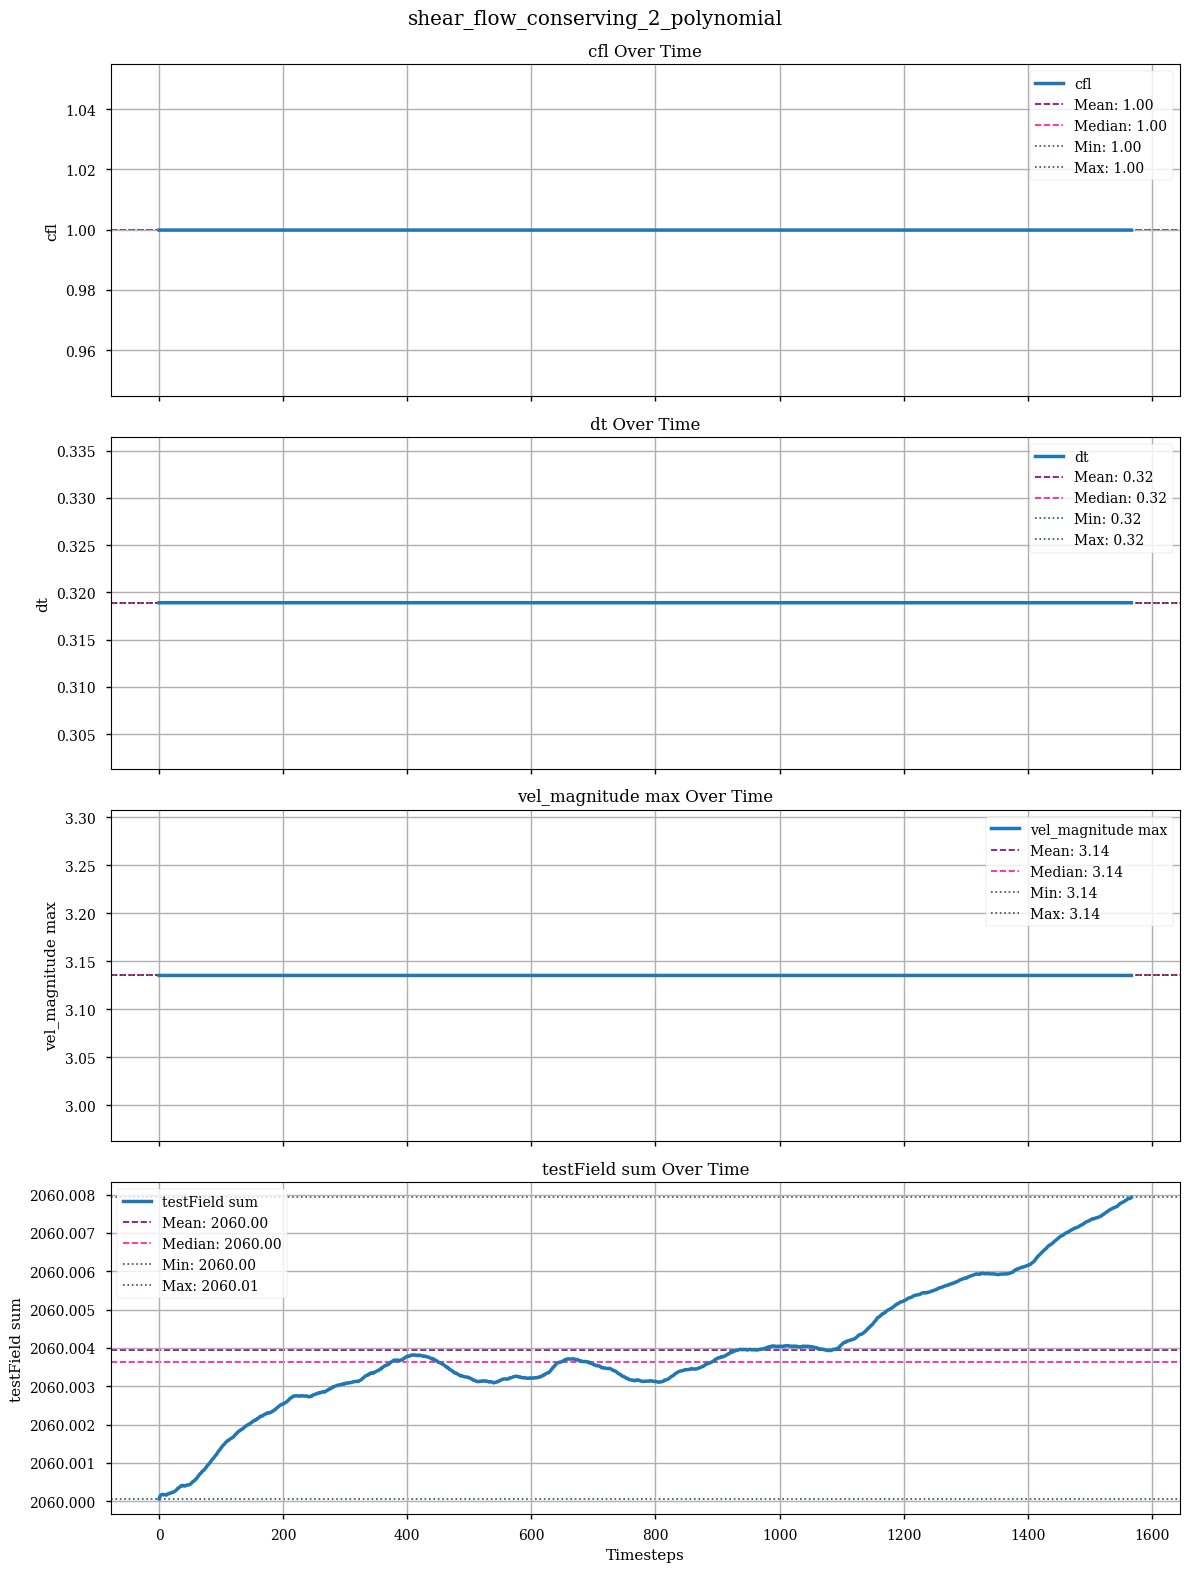 shear_flow_conserving_2_polynomial
cfl Over Time
cfl
Mean: 1.00
Median: 1.00
Min: 1.00
Max: 1.00
1.04
1.02
1.00
0.98
0.96
cfl
dt Over Time
dt
Mean: 0.32
Median: 0.32
Min: 0.32
Max: 0.32
0.335
0.330
0.325
0.320
0.315
0.310
0.305
dt
vel_magnitude max Over Time
vel_magnitude max
Mean: 3.14
Median: 3.14
Min: 3.14
Max: 3.14
3.30
3.25
3.20
3.15
3.10
3.05
3.00
vel_magnitude max
testField sum Over Time
testField sum
Mean: 2060.00
Median: 2060.00
Min: 2060.00
Max: 2060.01
2060.008
2060.007
2060.006
2060.005
2060.004
2060.003
2060.002
2060.001
2060.000
testField sum
0 200 400 600 800 1000 1200 1400 1600
Timesteps